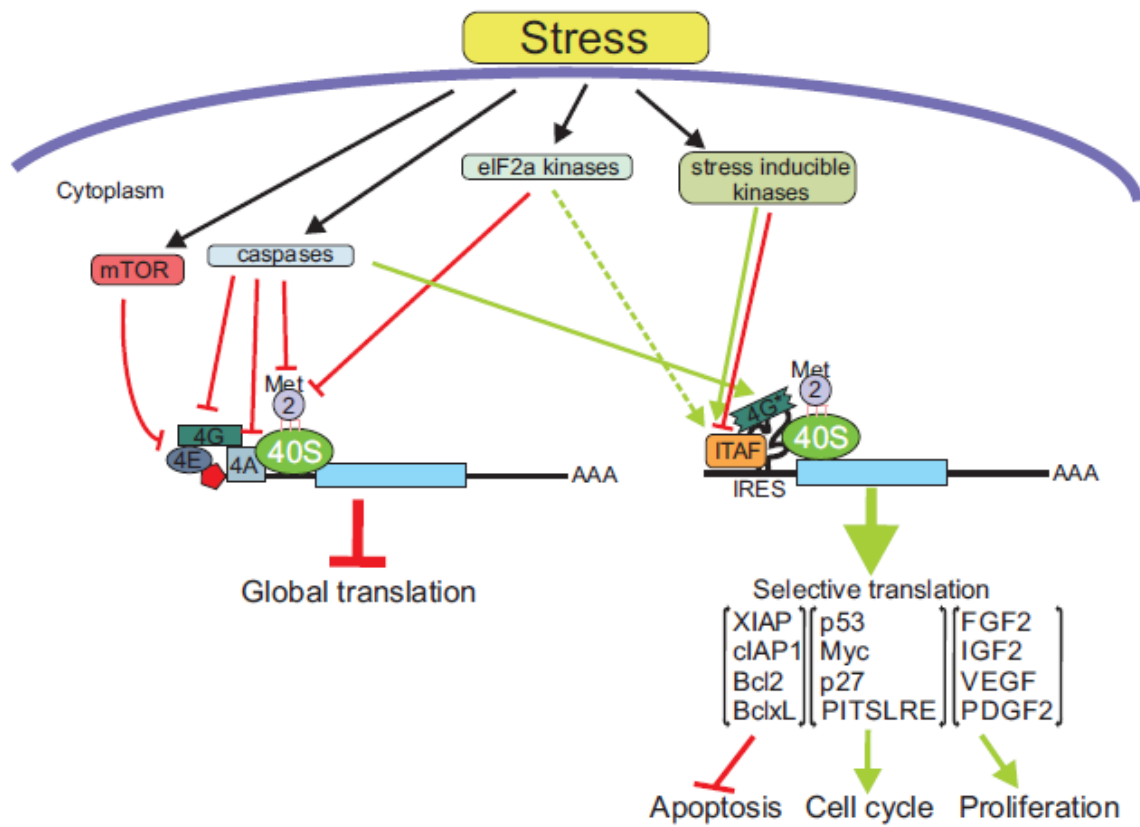 Stress
eIF2a kinases
stress inducible
kinases
Cytoplasm
mTOR
caspases
Met
2
4G
4E
4A
40S
AAA
Met
2
4G*
40S
ITAF
IRES
AAA
Global translation
Selective translation
XIAP p53 FGF2
cIAP1 Myc IGF2
Bcl2 p27 VEGF
BclxL PITSLRE PDGF2
Apoptosis Cell cycle Proliferation